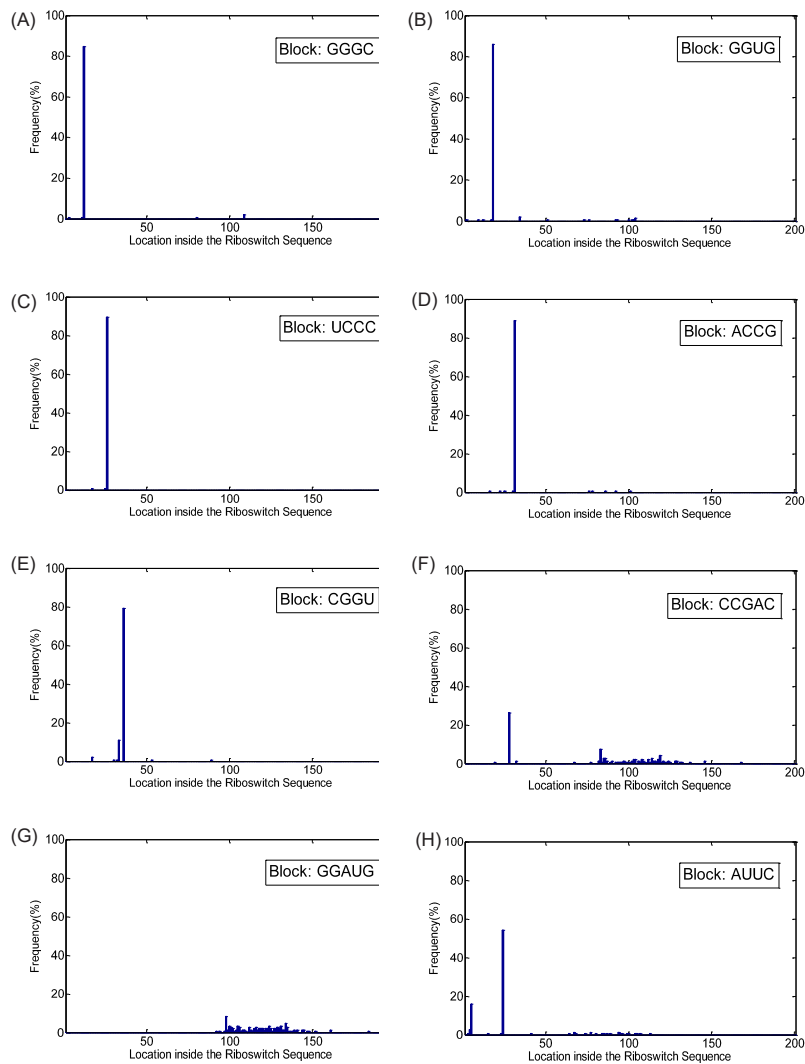 (A)
100
80
60
40
20
0
Frequency(%)
Block: GGGC
50 100 150
Location inside the Riboswitch Sequence
(B)
100
80
60
40
20
0
Frequency(%)
Block: GGUG
50 100 150 200
Location inside the Riboswitch Sequence
(C)
100
80
60
40
20
0
Frequency(%)
Block: UCCC
50 100 150
Location inside the Riboswitch Sequence
(D)
100
80
60
40
20
0
Frequency(%)
Block: ACCG
50 100 150 200
Location inside the Riboswitch Sequence
(E)
100
80
60
40
20
0
Frequency(%)
Block: CGGU
50 100 150
Location inside the Riboswitch Sequence
(F)
100
80
60
40
20
0
Frequency(%)
Block: CCGAC
50 100 150 200
Location inside the Riboswitch Sequence
(G)
100
80
60
40
20
0
Frequency(%)
Block: GGAUG
50 100 150
Location inside the Riboswitch Sequence
(H)
100
80
60
40
20
0
Frequency(%)
Block: AUUC
50 100 150 200
Location inside the Riboswitch Sequence